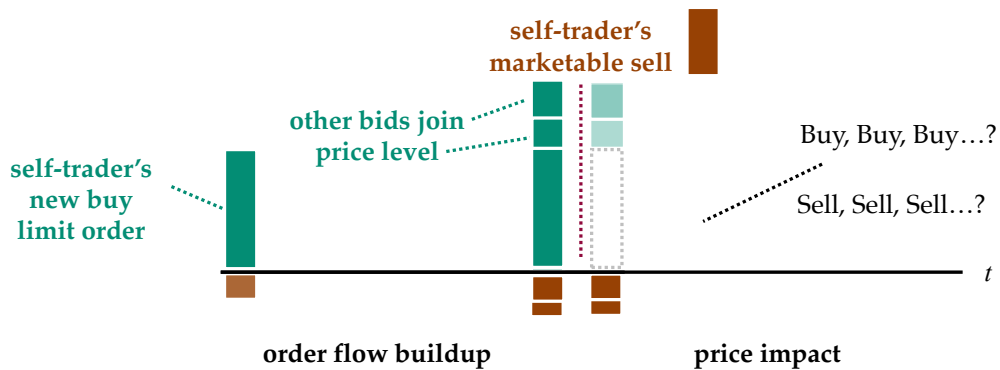 self-trader's
marketable sell
other bids join
price level
Buy, Buy, Buy…?
self-trader's
new buy
limit order
Sell, Sell, Sell…?
t
order flow buildup
price impact